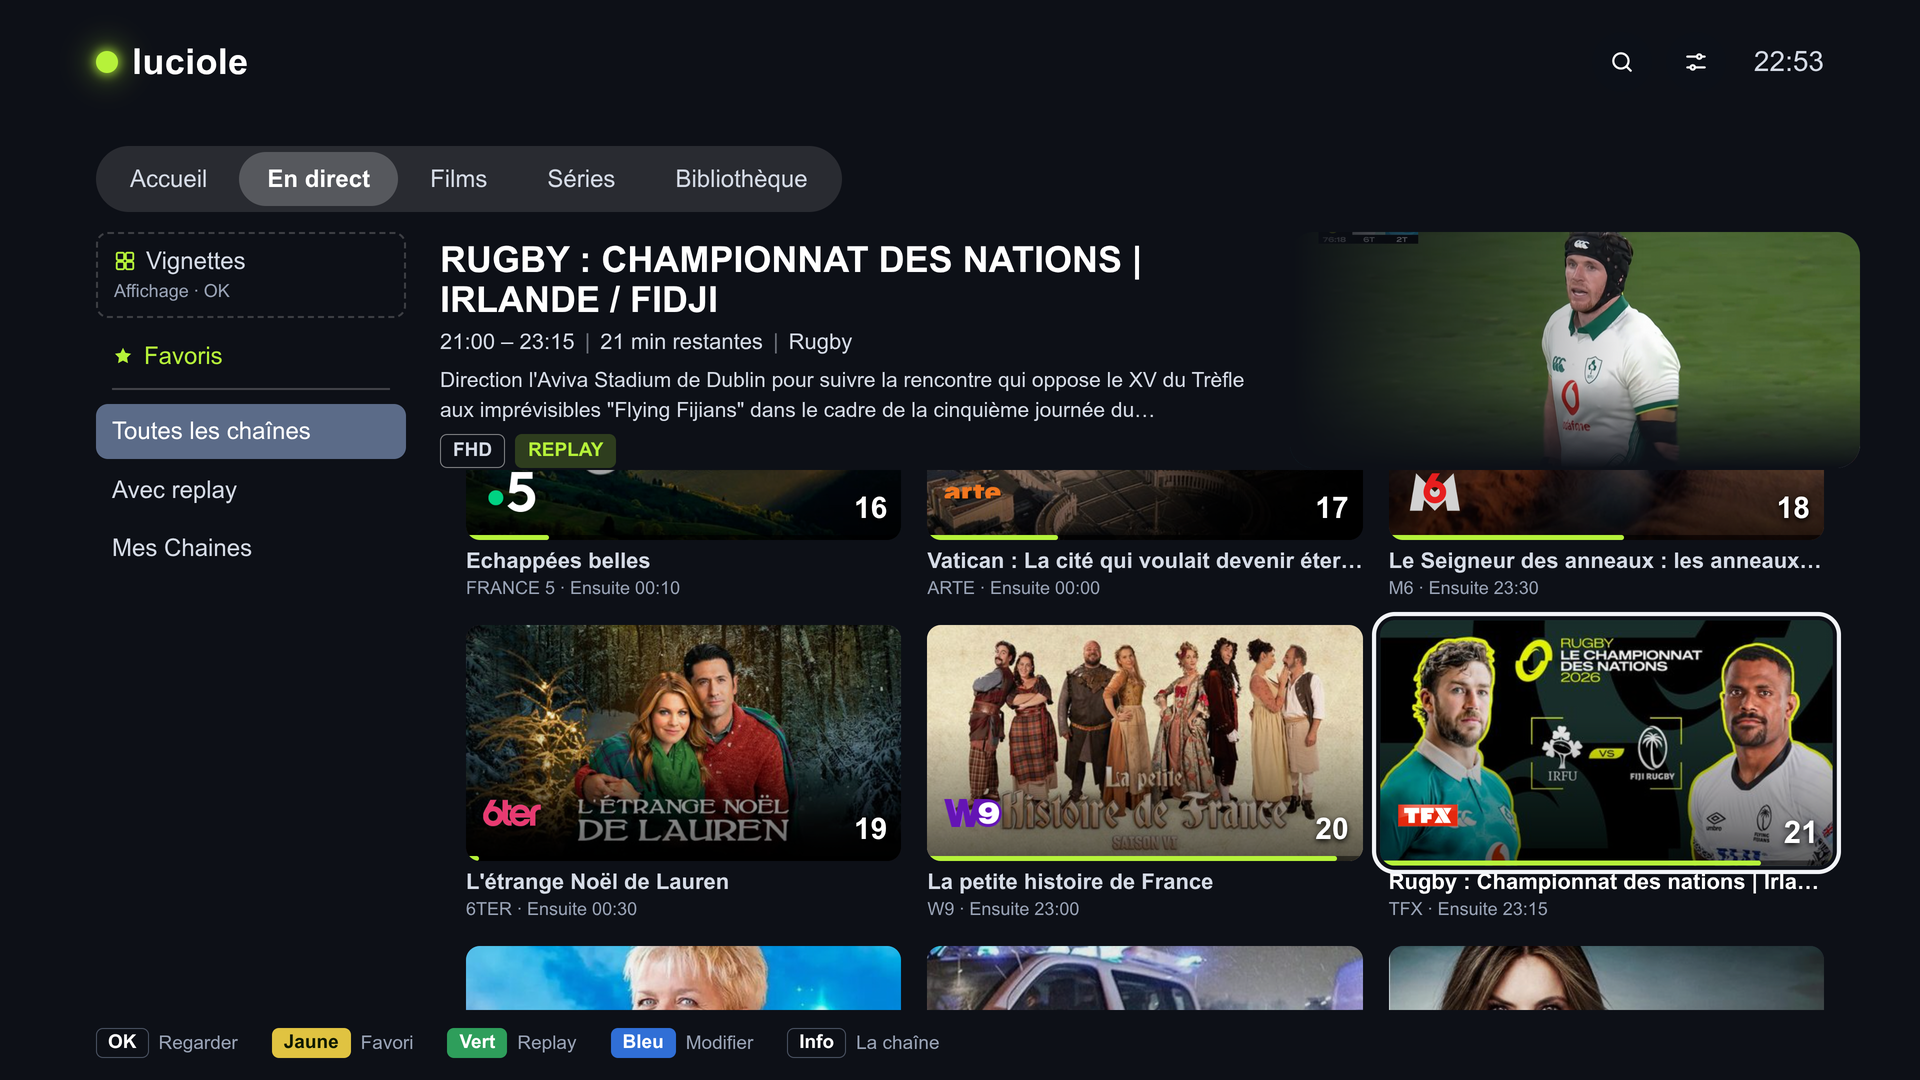 luciole
22:53
Accueil
En direct
Films
Séries
Bibliothèque
Vignettes
Affichage · OK
Favoris
Toutes les chaînes
Avec replay
Mes Chaines
RUGBY : CHAMPIONNAT DES NATIONS |
IRLANDE / FIDJI
21:00 – 23:15 | 21 min restantes | Rugby
Direction l'Aviva Stadium de Dublin pour suivre la rencontre qui oppose le XV du Trèfle
aux imprévisibles "Flying Fijians" dans le cadre de la cinquième journée du…
FHD
REPLAY
76:18 6T 2T
5
16
Echappées belles
FRANCE 5 · Ensuite 00:10
arte
17
Vatican : La cité qui voulait devenir éter…
ARTE · Ensuite 00:00
M6
18
Le Seigneur des anneaux : les anneaux…
M6 · Ensuite 23:30
6ter
L'ÉTRANGE NOËL
DE LAUREN
19
L'étrange Noël de Lauren
6TER · Ensuite 00:30
W9
La petite
Histoire de France
SAISON VI
20
La petite histoire de France
W9 · Ensuite 23:00
RUGBY
LE CHAMPIONNAT
DES NATIONS
2026
IRFU
VS
FIJI RUGBY
umbro
TFX
21
Rugby : Championnat des nations | Irla…
TFX · Ensuite 23:15
OK Regarder
Jaune Favori
Vert Replay
Bleu Modifier
Info La chaîne